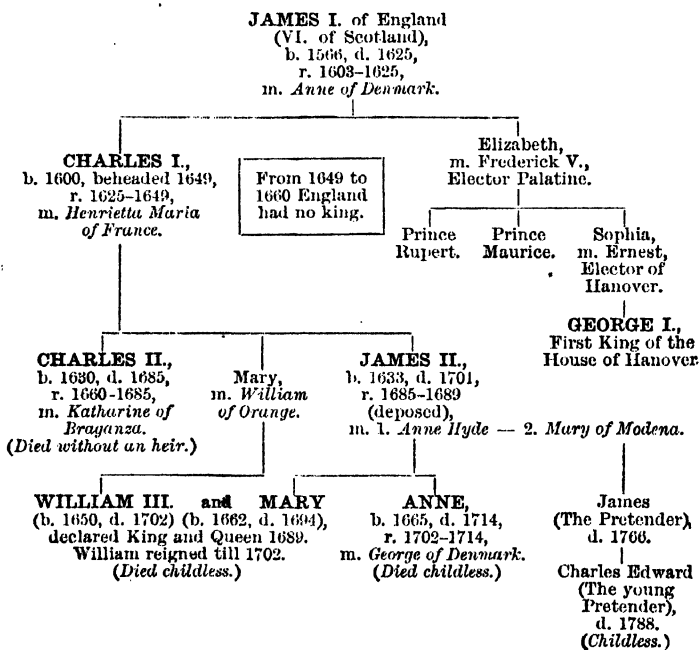 JAMES I. of England
(VI. of Scotland),
b. 1566, d. 1625,
r. 1603-1625,
m. Anne of Denmark.
CHARLES I.,
b. 1600, beheaded 1649,
r. 1625-1649,
m. Henrietta Maria
of France.
From 1649 to
1660 England
had no king.
Elizabeth,
m. Frederick V.,
Elector Palatine.
Prince
Rupert.
Prince
Maurice.
Sophia,
m. Ernest,
Elector of
Hanover.
GEORGE I.,
First King of the
House of Hanover.
CHARLES II.,
b. 1630, d. 1685,
r. 1660-1685,
m. Katharine of
Braganza.
(Died without an heir.)
Mary,
m. William
of Orange.
JAMES II.,
b. 1633, d. 1701,
r. 1685-1689
(deposed),
m. 1. Anne Hyde — 2. Mary of Modena.
WILLIAM III. and MARY
(b. 1650, d. 1702) (b. 1662, d. 1694),
declared King and Queen 1689.
William reigned till 1702.
(Died childless.)
ANNE,
b. 1665, d. 1714,
r. 1702-1714,
m. George of Denmark.
(Died childless.)
James
(The Pretender),
d. 1766.
Charles Edward
(The young
Pretender),
d. 1788.
(Childless.)